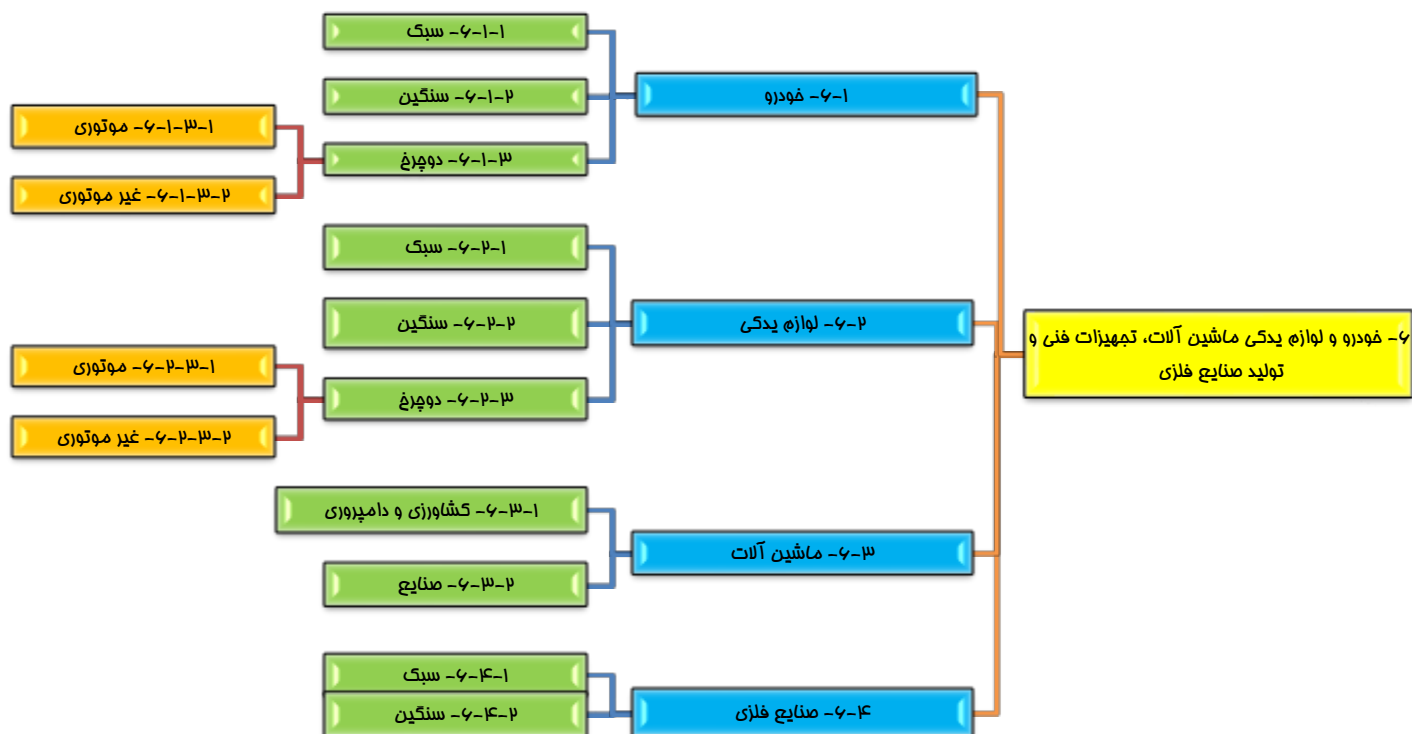 ۶- خودرو و لوازم یدکی ماشین آلات، تجهیزات فنی و
تولید صنایع فلزی
۶-۱- خودرو
۶-۱-۱- سبک
۶-۱-۲- سنگین
۶-۱-۳- دوچرخ
۶-۱-۳-۱- موتوری
۶-۱-۳-۲- غیر موتوری
۶-۲- لوازم یدکی
۶-۲-۱- سبک
۶-۲-۲- سنگین
۶-۲-۳- دوچرخ
۶-۲-۳-۱- موتوری
۶-۲-۳-۲- غیر موتوری
۶-۳- ماشین آلات
۶-۳-۱- کشاورزی و دامپروری
۶-۳-۲- صنایع
۶-۴- صنایع فلزی
۶-۴-۱- سبک
۶-۴-۲- سنگین